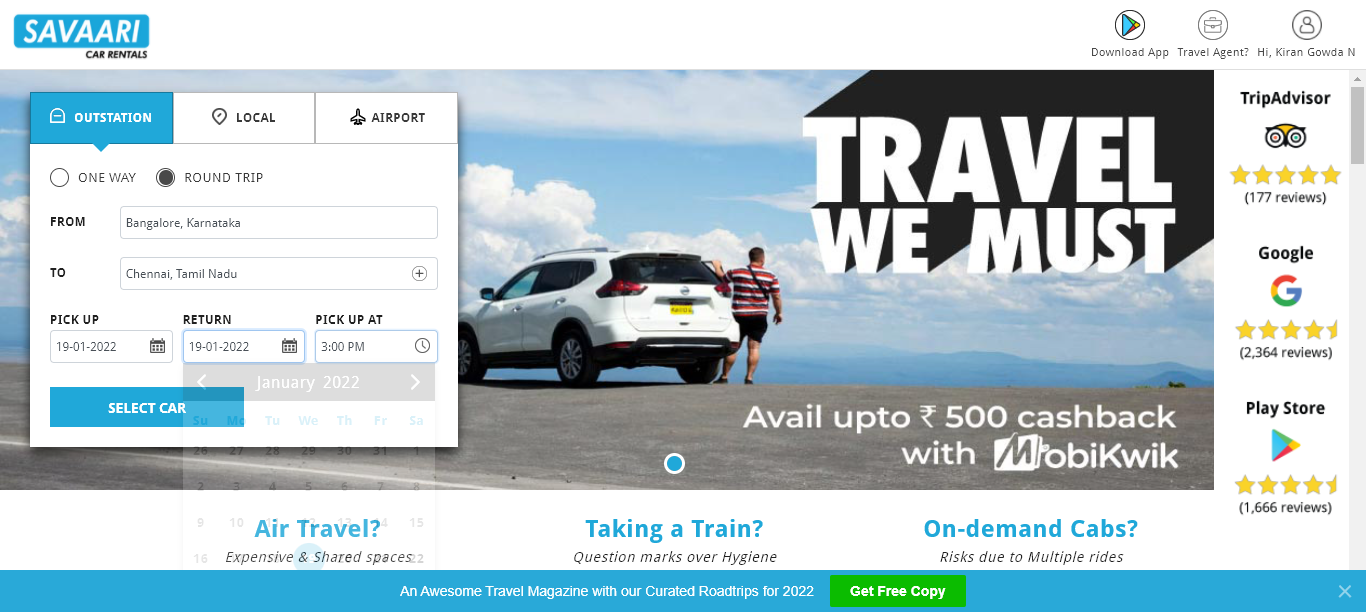 SAVAARI
CAR RENTALS
Download App
Travel Agent?
Hi, Kiran Gowda N
OUTSTATION
LOCAL
AIRPORT
ONE WAY
ROUND TRIP
FROM
Bangalore, Karnataka
TO
Chennai, Tamil Nadu
PICK UP
RETURN
PICK UP AT
19-01-2022
19-01-2022
3:00 PM
SELECT CAR
January 2022
Su Mo Tu We Th Fr Sa
26 27 28 29 30 31 1
2 3 4 5 6 7 8
9 10 11 12 13 14 15
16
22
TRAVEL
WE MUST
Avail upto ₹ 500 cashback
with MobiKwik
TripAdvisor
(177 reviews)
Google
(2,364 reviews)
Play Store
(1,666 reviews)
Air Travel?
Expensive & Shared spaces
Taking a Train?
Question marks over Hygiene
On-demand Cabs?
Risks due to Multiple rides
An Awesome Travel Magazine with our Curated Roadtrips for 2022
Get Free Copy